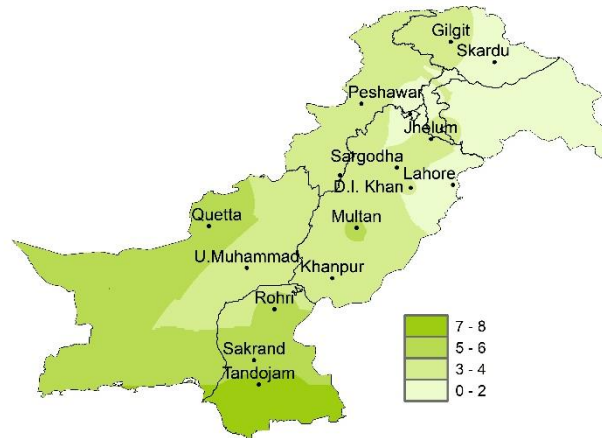 Gilgit
Skardu
Peshawar
Jhelum
Sargodha
Lahore
D.I. Khan
Quetta
Multan
U.Muhammad
Khanpur
Rohri
7 - 8
5 - 6
3 - 4
0 - 2
Sakrand
Tandojam